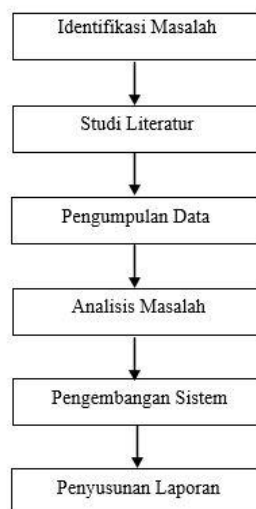 Identifikasi Masalah
Studi Literatur
Pengumpulan Data
Analisis Masalah
Pengembangan Sistem
Penyusunan Laporan